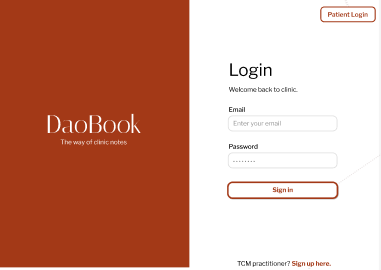 Patient Login
DaoBook
The way of clinic notes
Login
Welcome back to clinic.
Email
Enter your email
Password
Sign in
TCM practitioner? Sign up here.